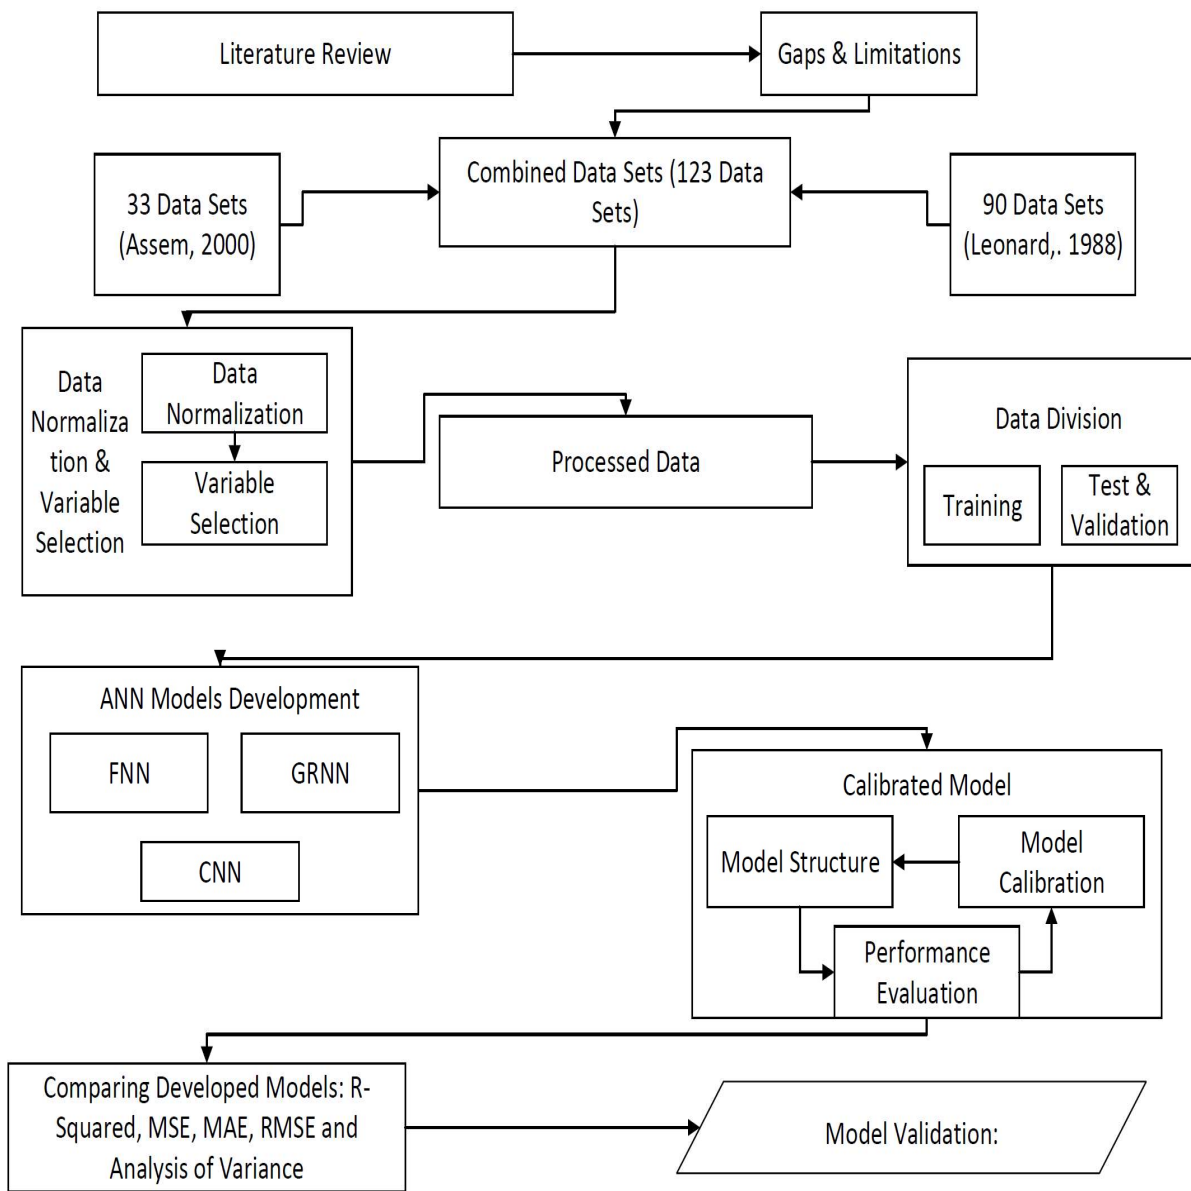 Literature Review
Gaps & Limitations
Combined Data Sets (123 Data
Sets)
33 Data Sets
(Assem, 2000)
90 Data Sets
(Leonard,. 1988)
Data
Normaliza
tion &
Variable
Selection
Data
Normalization
Variable
Selection
Processed Data
Data Division
Training
Test &
Validation
ANN Models Development
FNN
GRNN
CNN
Calibrated Model
Model Structure
Model
Calibration
Performance
Evaluation
Comparing Developed Models: R-
Squared, MSE, MAE, RMSE and
Analysis of Variance
Model Validation: